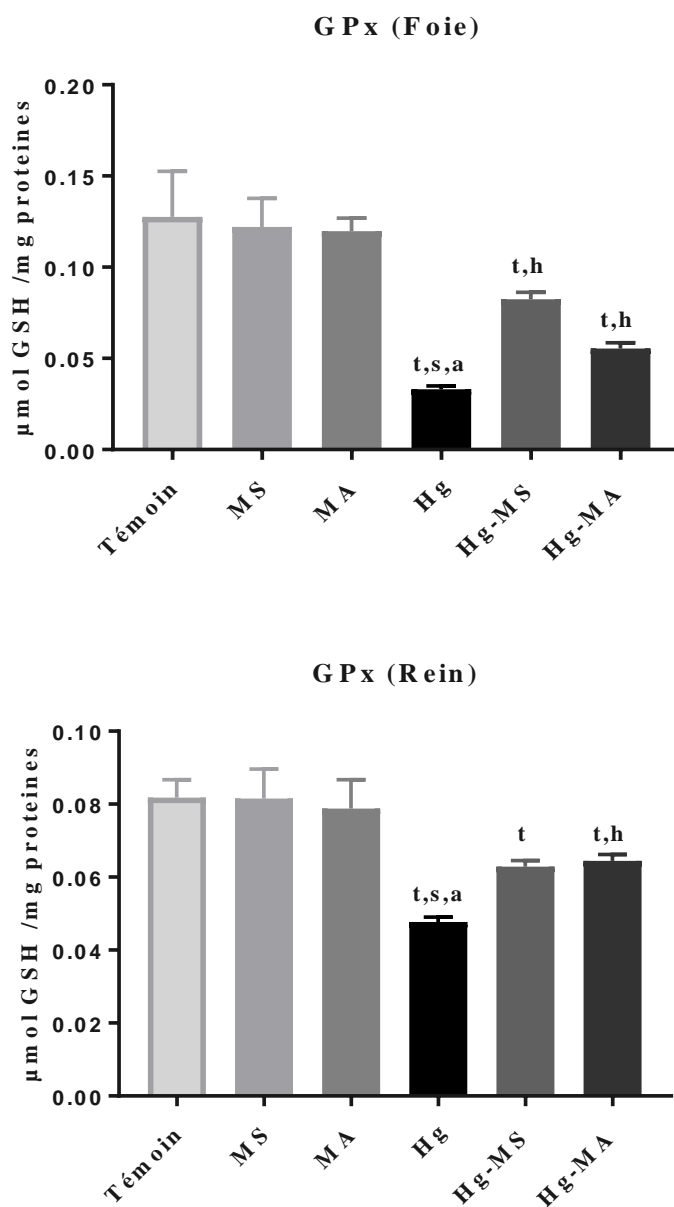 GPx (Foie)
µmol GSH /mg proteines
0.20
0.15
0.10
0.05
0.00
t,s,a
t,h
t,h
Témoin
MS
MA
Hg
Hg-MS
Hg-MA
GPx (Rein)
µmol GSH /mg proteines
0.10
0.08
0.06
0.04
0.02
0.00
t,s,a
t
t,h
Témoin
MS
MA
Hg
Hg-MS
Hg-MA